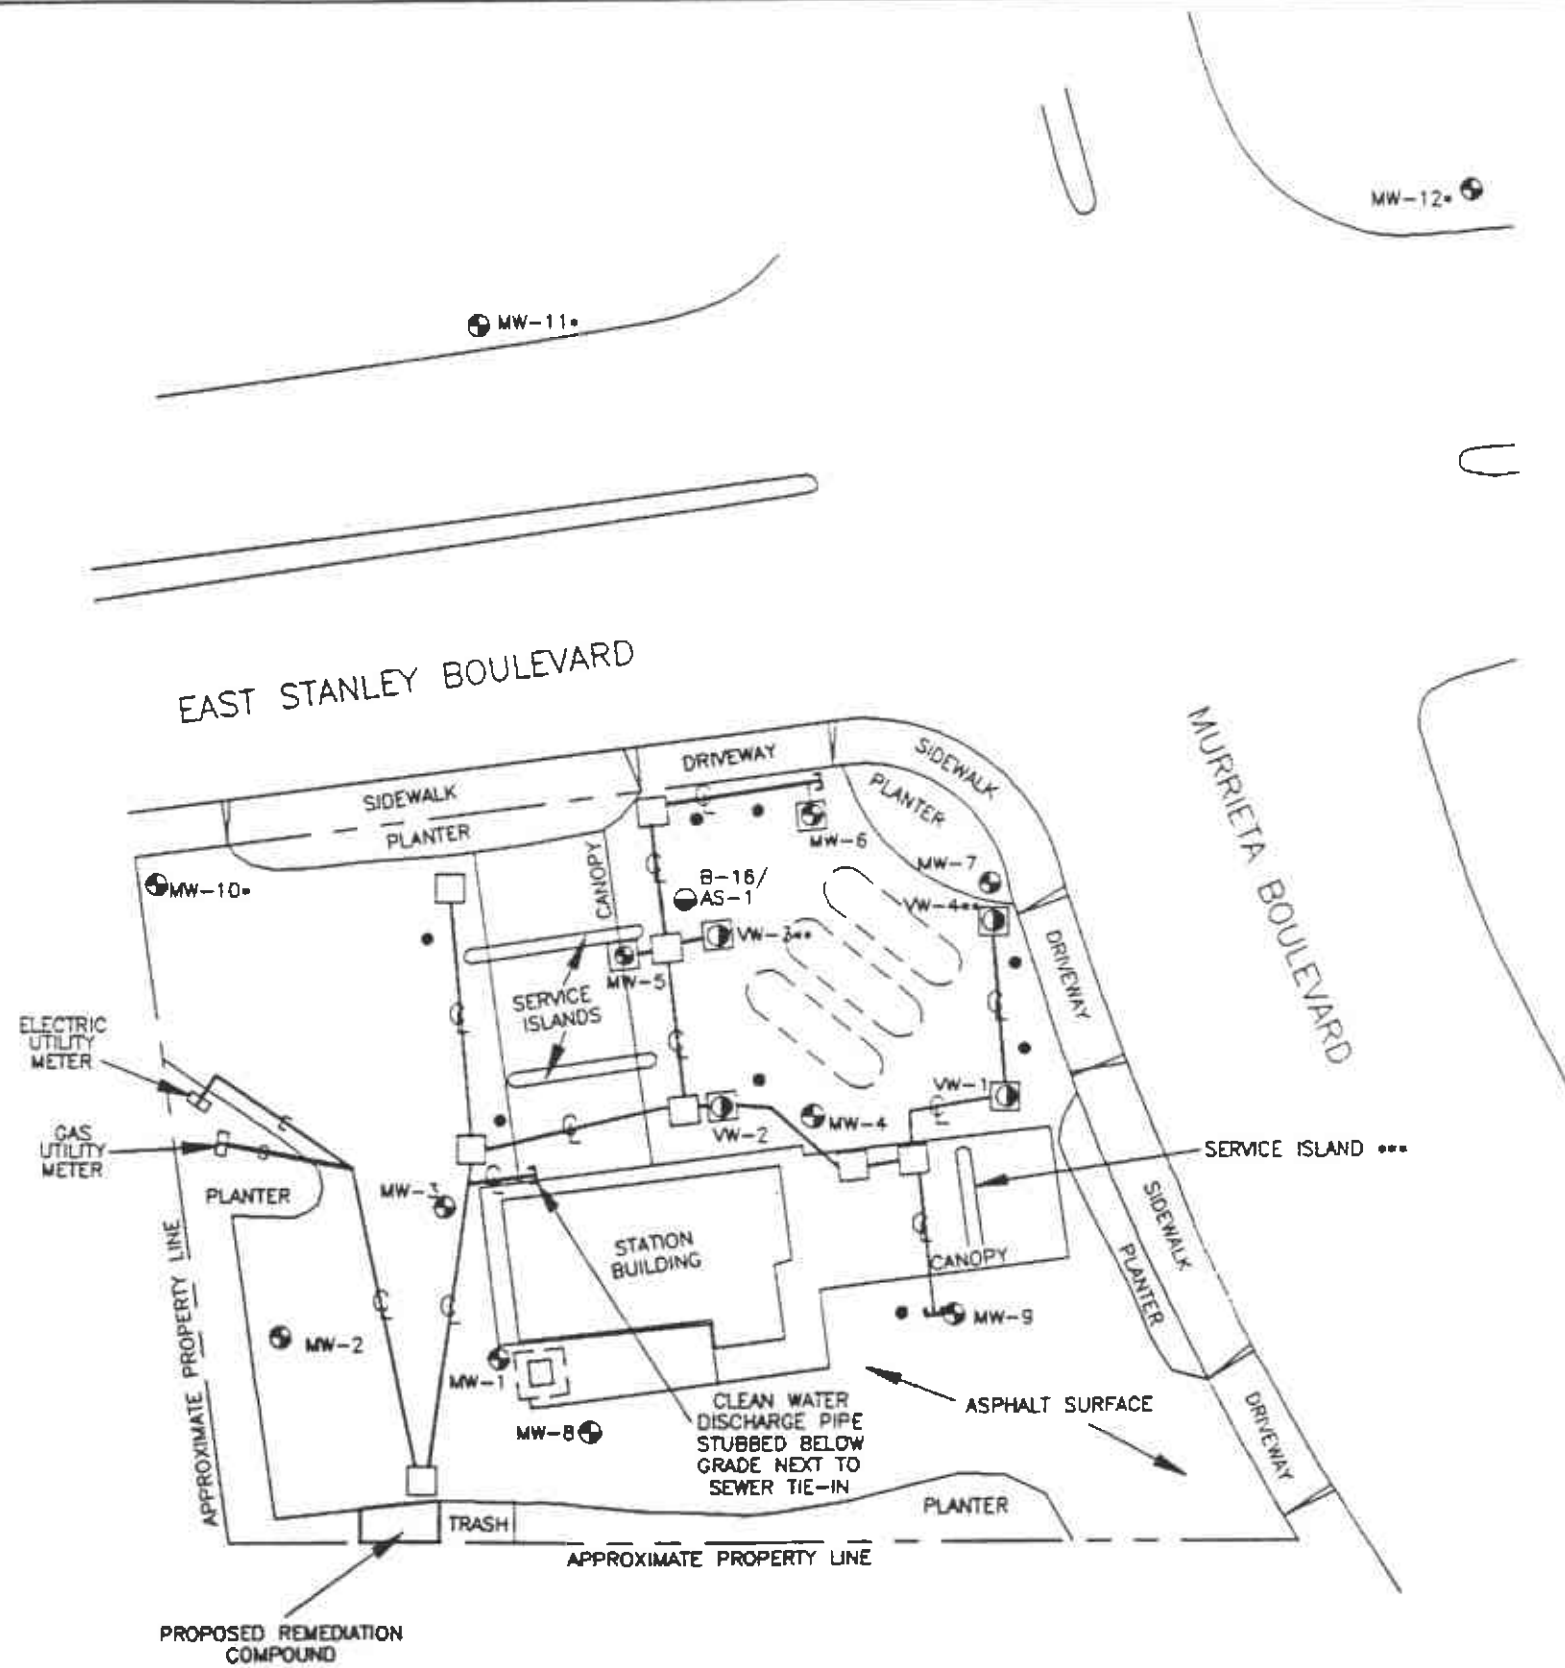 MW-12*
MW-11*
EAST STANLEY BOULEVARD
MURRIETA BOULEVARD
DRIVEWAY
SIDEWALK
SIDEWALK
PLANTER
PLANTER
MW-6
CANOPY
MW-7
B-16/
AS-1
MW-10*
VW-4**
VW-3**
DRIVEWAY
MW-5
SERVICE
ISLANDS
ELECTRIC
UTILITY
METER
VW-1
GAS
UTILITY
METER
VW-2
MW-4
SERVICE ISLAND ***
PLANTER
MW-3
SIDEWALK
STATION
BUILDING
CANOPY
PLANTER
APPROXIMATE PROPERTY LINE
MW-2
MW-9
MW-1
CLEAN WATER
DISCHARGE PIPE
STUBBED BELOW
GRADE NEXT TO
SEWER TIE-IN
ASPHALT SURFACE
MW-8
DRIVEWAY
PLANTER
TRASH
APPROXIMATE PROPERTY LINE
PROPOSED REMEDIATION
COMPOUND